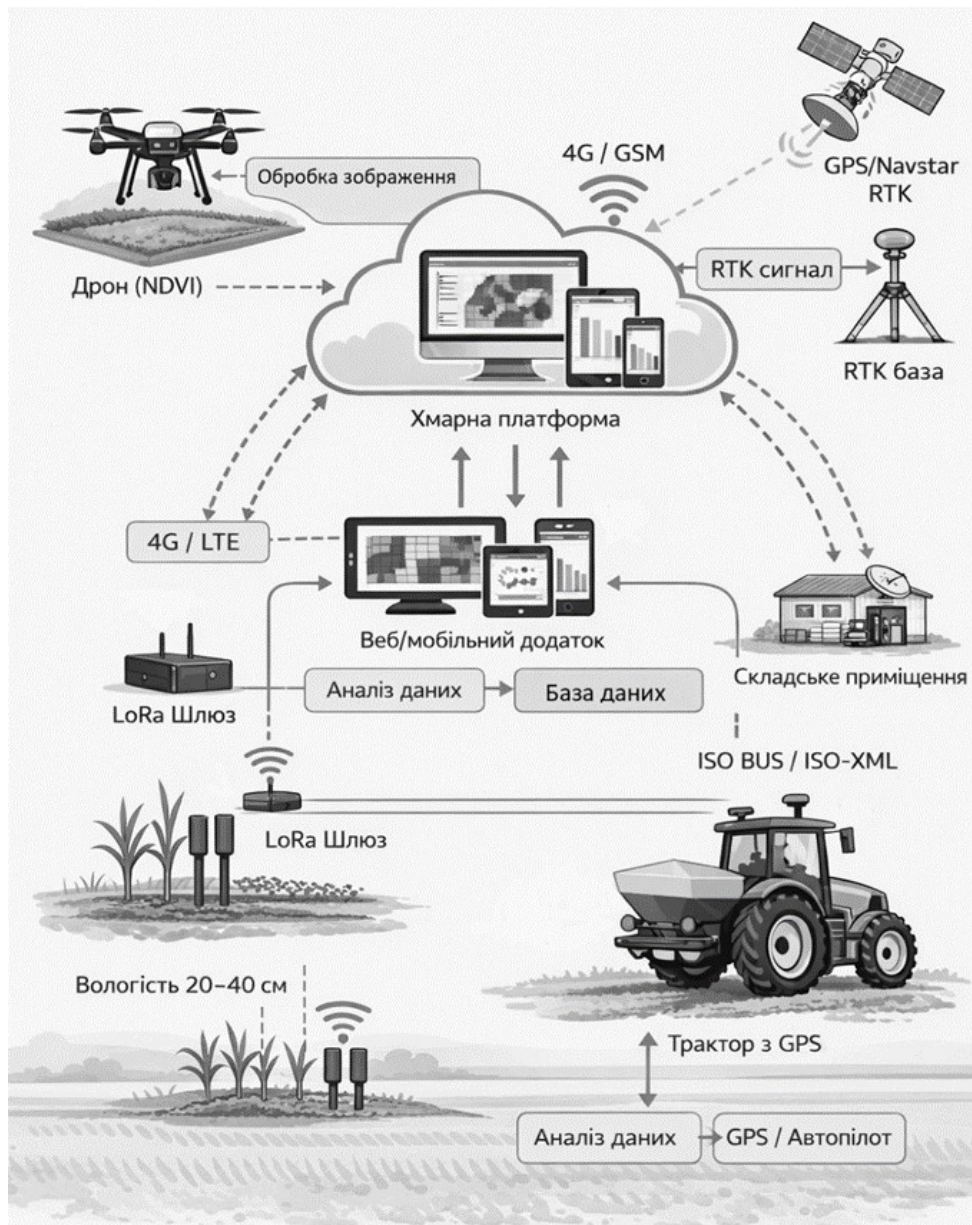 4G / GSM
GPS/Navstar
RTK
Обробка зображення
RTK сигнал
Дрон (NDVI)
RTK база
Хмарна платформа
4G / LTE
Веб/мобільний додаток
Складське приміщення
LoRa Шлюз
Аналіз даних
База даних
ISO BUS / ISO-XML
LoRa Шлюз
Вологість 20–40 см
Трактор з GPS
Аналіз даних
GPS / Автопілот